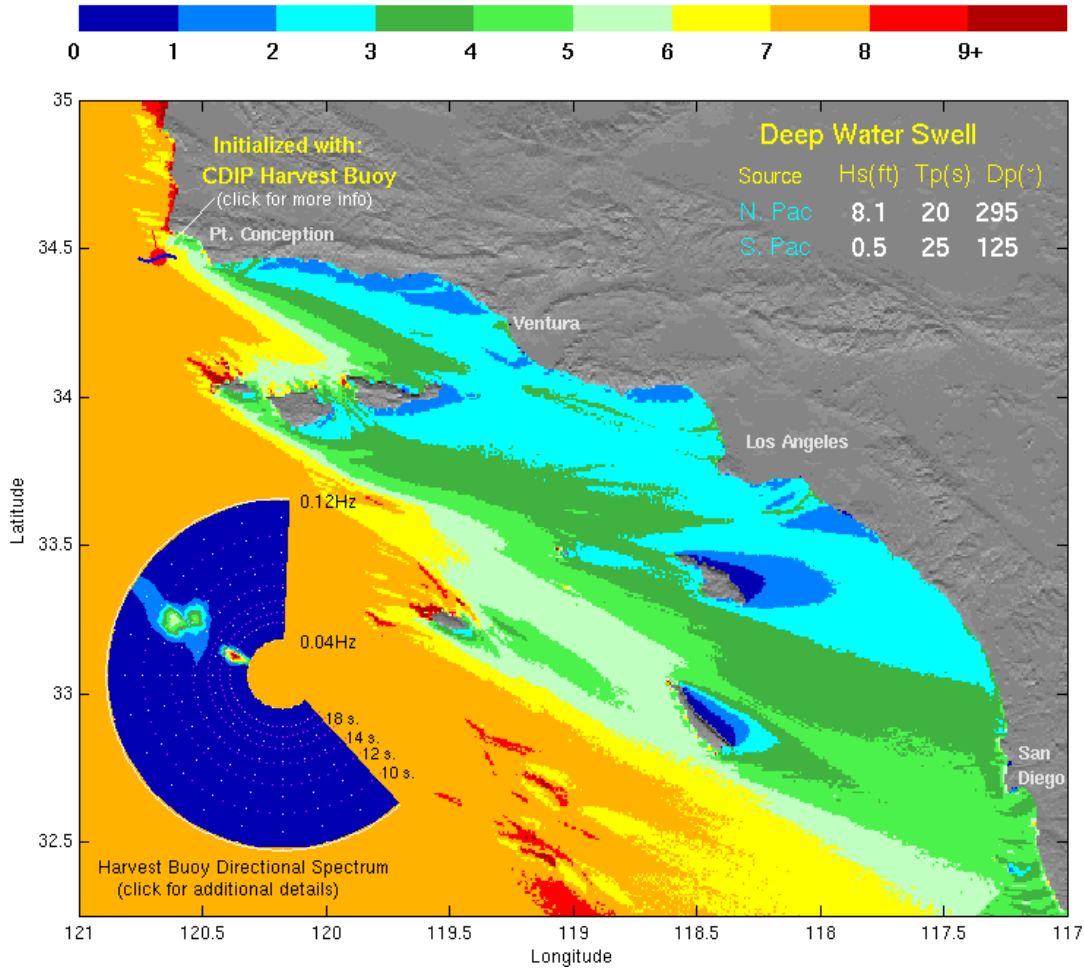 0 1 2 3 4 5 6 7 8 9+
35
Initialized with:
CDIP Harvest Buoy
(click for more info)
Deep Water Swell
Source Hs(ft) Tp(s) Dp(˜)
N. Pac 8.1 20 295
S. Pac 0.5 25 125
34.5
Pt. Conception
Ventura
34
Los Angeles
Latitude
33.5
0.12Hz
0.04Hz
33
18 s.
14 s.
12 s.
10 s.
San
Diego
32.5
Harvest Buoy Directional Spectrum
(click for additional details)
121 120.5 120 119.5 119 118.5 118 117.5 117
Longitude